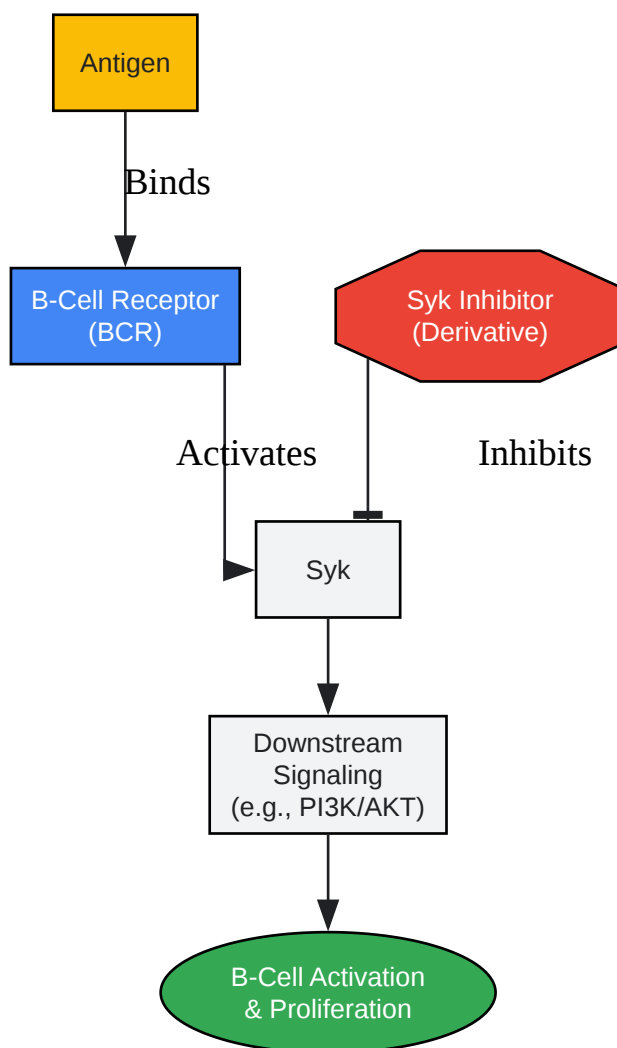 Antigen
Binds
B-Cell Receptor
(BCR)
Syk Inhibitor
(Derivative)
Activates
Inhibits
Syk
Downstream
Signaling
(e.g., PI3K/AKT)
B-Cell Activation
& Proliferation